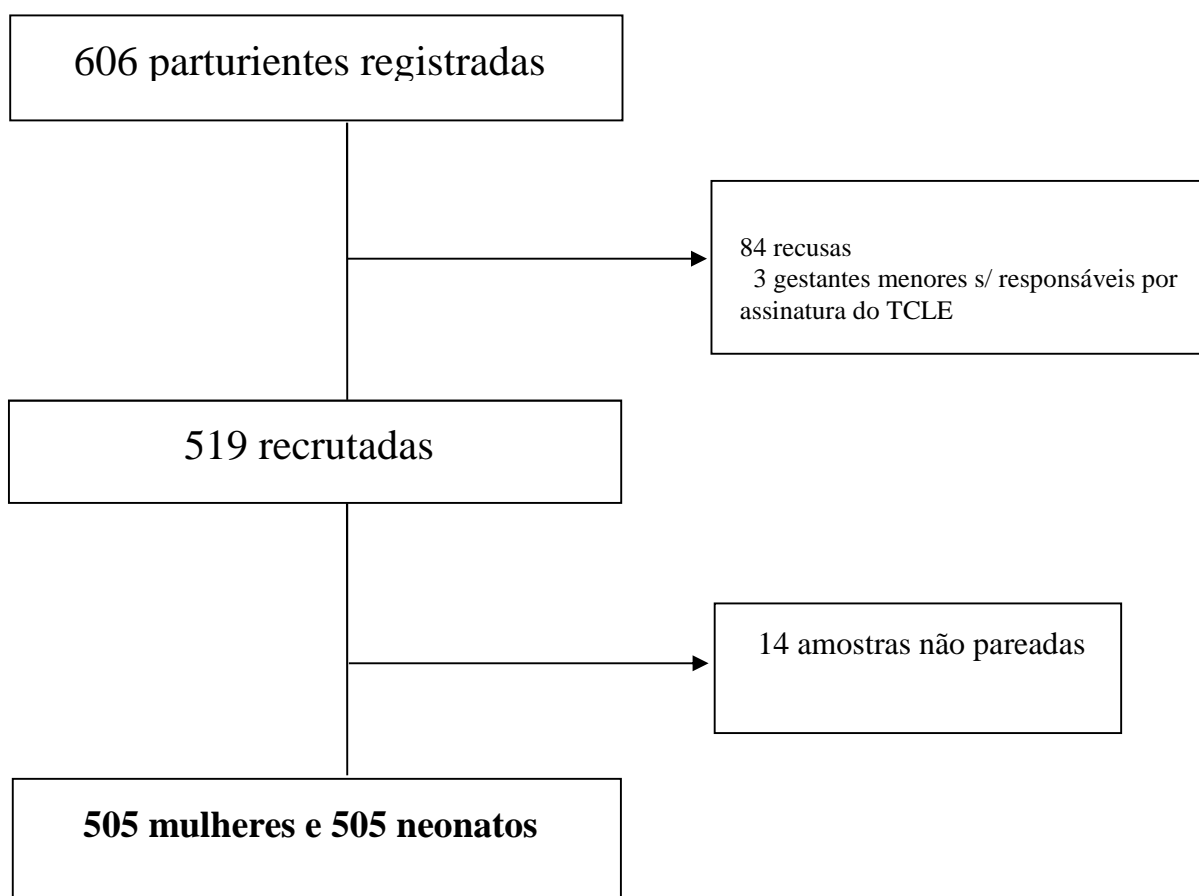 606 parturientes registradas
84 recusas
3 gestantes menores s/ responsáveis por
assinatura do TCLE
519 recrutadas
14 amostras não pareadas
505 mulheres e 505 neonatos